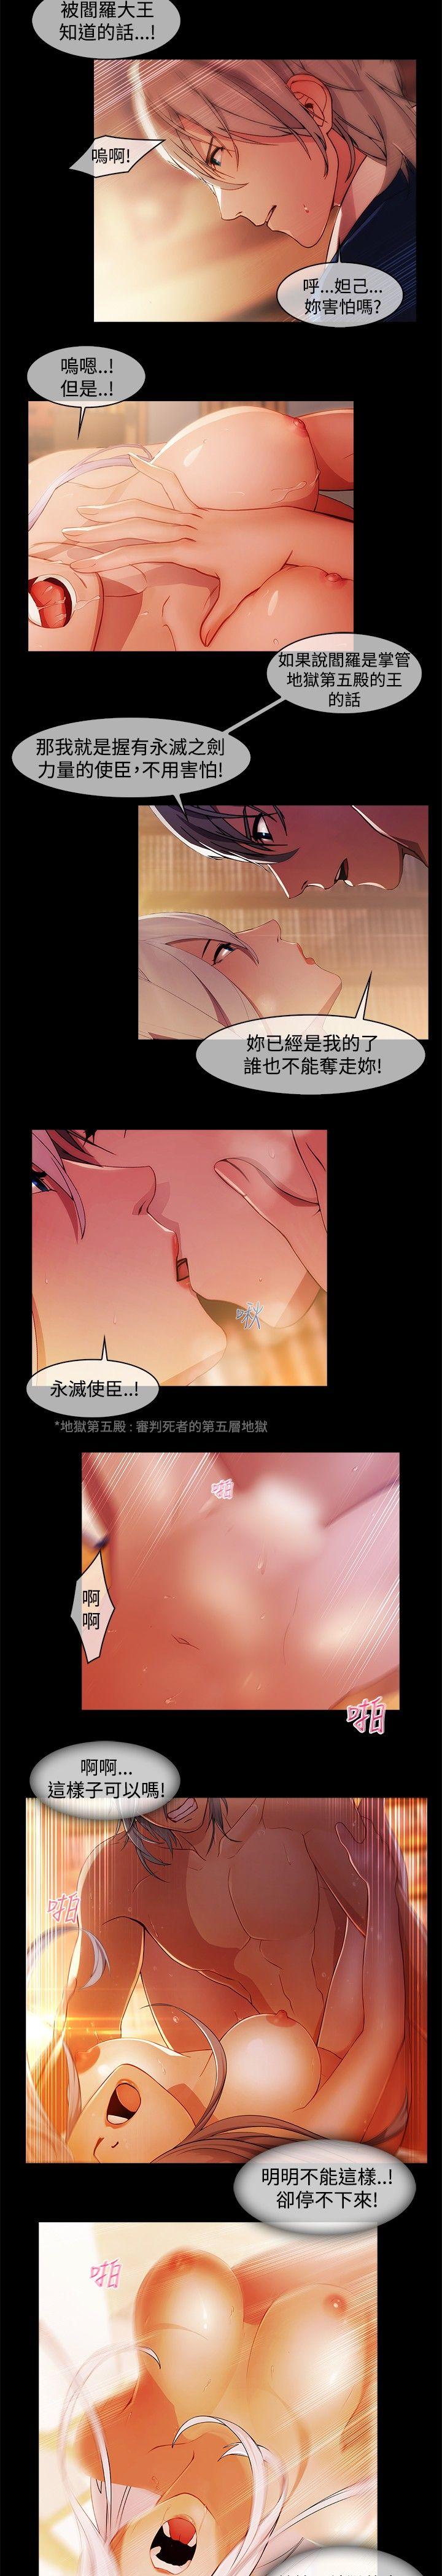 被閻羅大王
知道的話...!
嗚啊!
呼...妲己...
妳害怕嗎?
嗚嗯..!
但是..!
如果說閻羅是掌管
地獄第五殿的王
的話
那我就是握有永滅之劍
力量的使臣,不用害怕!
妳已經是我的了
誰也不能奪走妳!
啾
永滅使臣..!
*地獄第五殿 : 審判死者的第五層地獄
啪
啊
啊
啪
啊啊...
這樣子可以嗎!
啪
明明不能這樣..!
卻停不下來!
啪